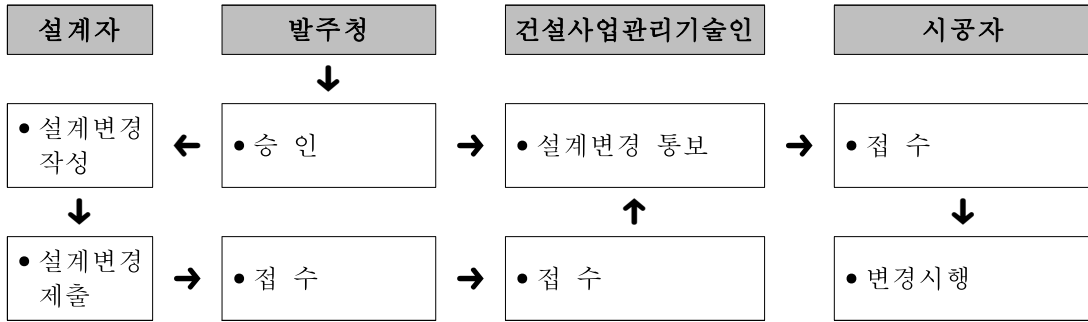 설계자
발주청
건설사업관리기술인
시공자
• 설계변경
작성
• 승 인
• 설계변경 통보
• 접 수
• 설계변경
제출
• 접 수
• 접 수
• 변경시행